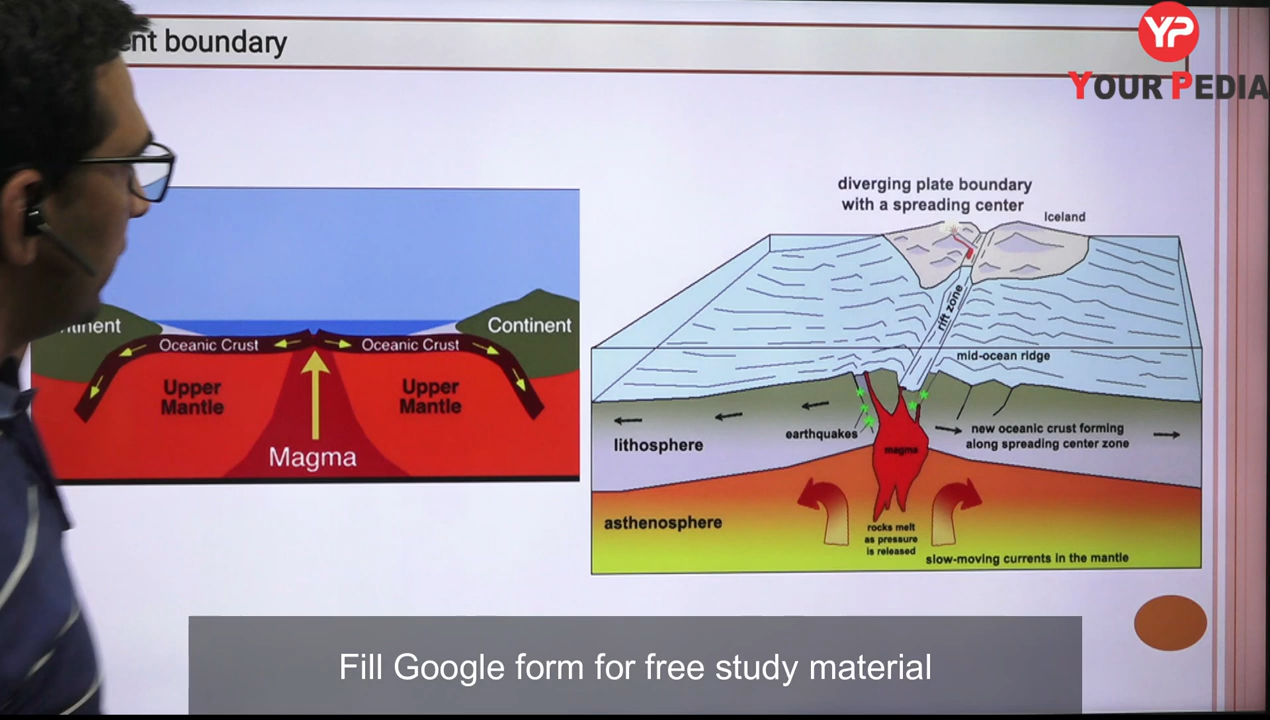 ent boundary
YP
YOUR PEDIA
diverging plate boundary
with a spreading center
Iceland
rift zone
mid-ocean ridge
Continent
Oceanic Crust
Oceanic Crust
Upper
Mantle
Upper
Mantle
Magma
earthquakes
lithosphere
magma
new oceanic crust forming
along spreading center zone
asthenosphere
rocks melt
as pressure
is released
slow-moving currents in the mantle
Fill Google form for free study material